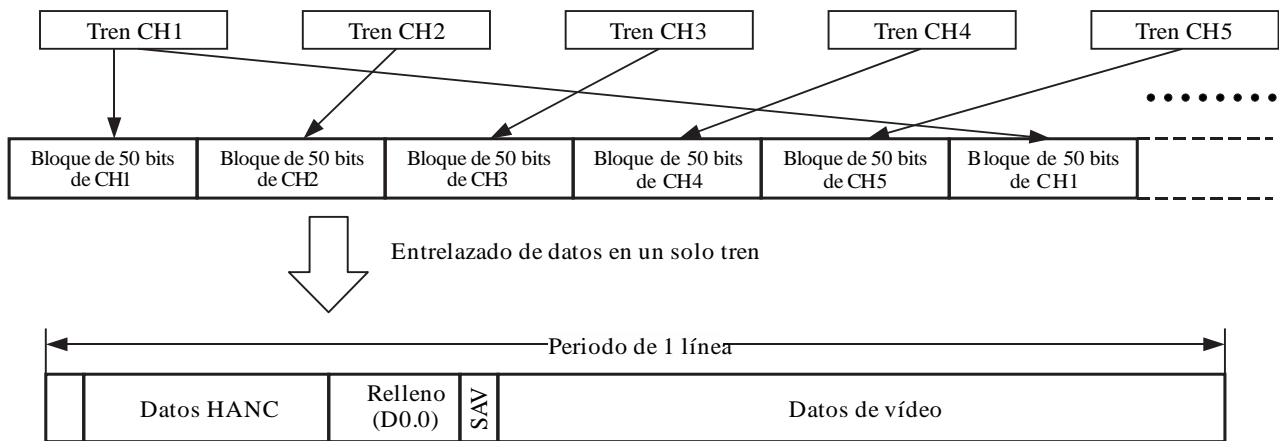 Tren CH1
Tren CH2
Tren CH3
Tren CH4
Tren CH5
Bloque de 50 bits
de CH1
Bloque de 50 bits
de CH2
Bloque de 50 bits
de CH3
Bloque de 50 bits
de CH4
Bloque de 50 bits
de CH5
Bloque de 50 bits
de CH1
Entrelazado de datos en un solo tren
Periodo de 1 línea
Datos HANC
Relleno
(D0.0)
SAV
Datos de vídeo